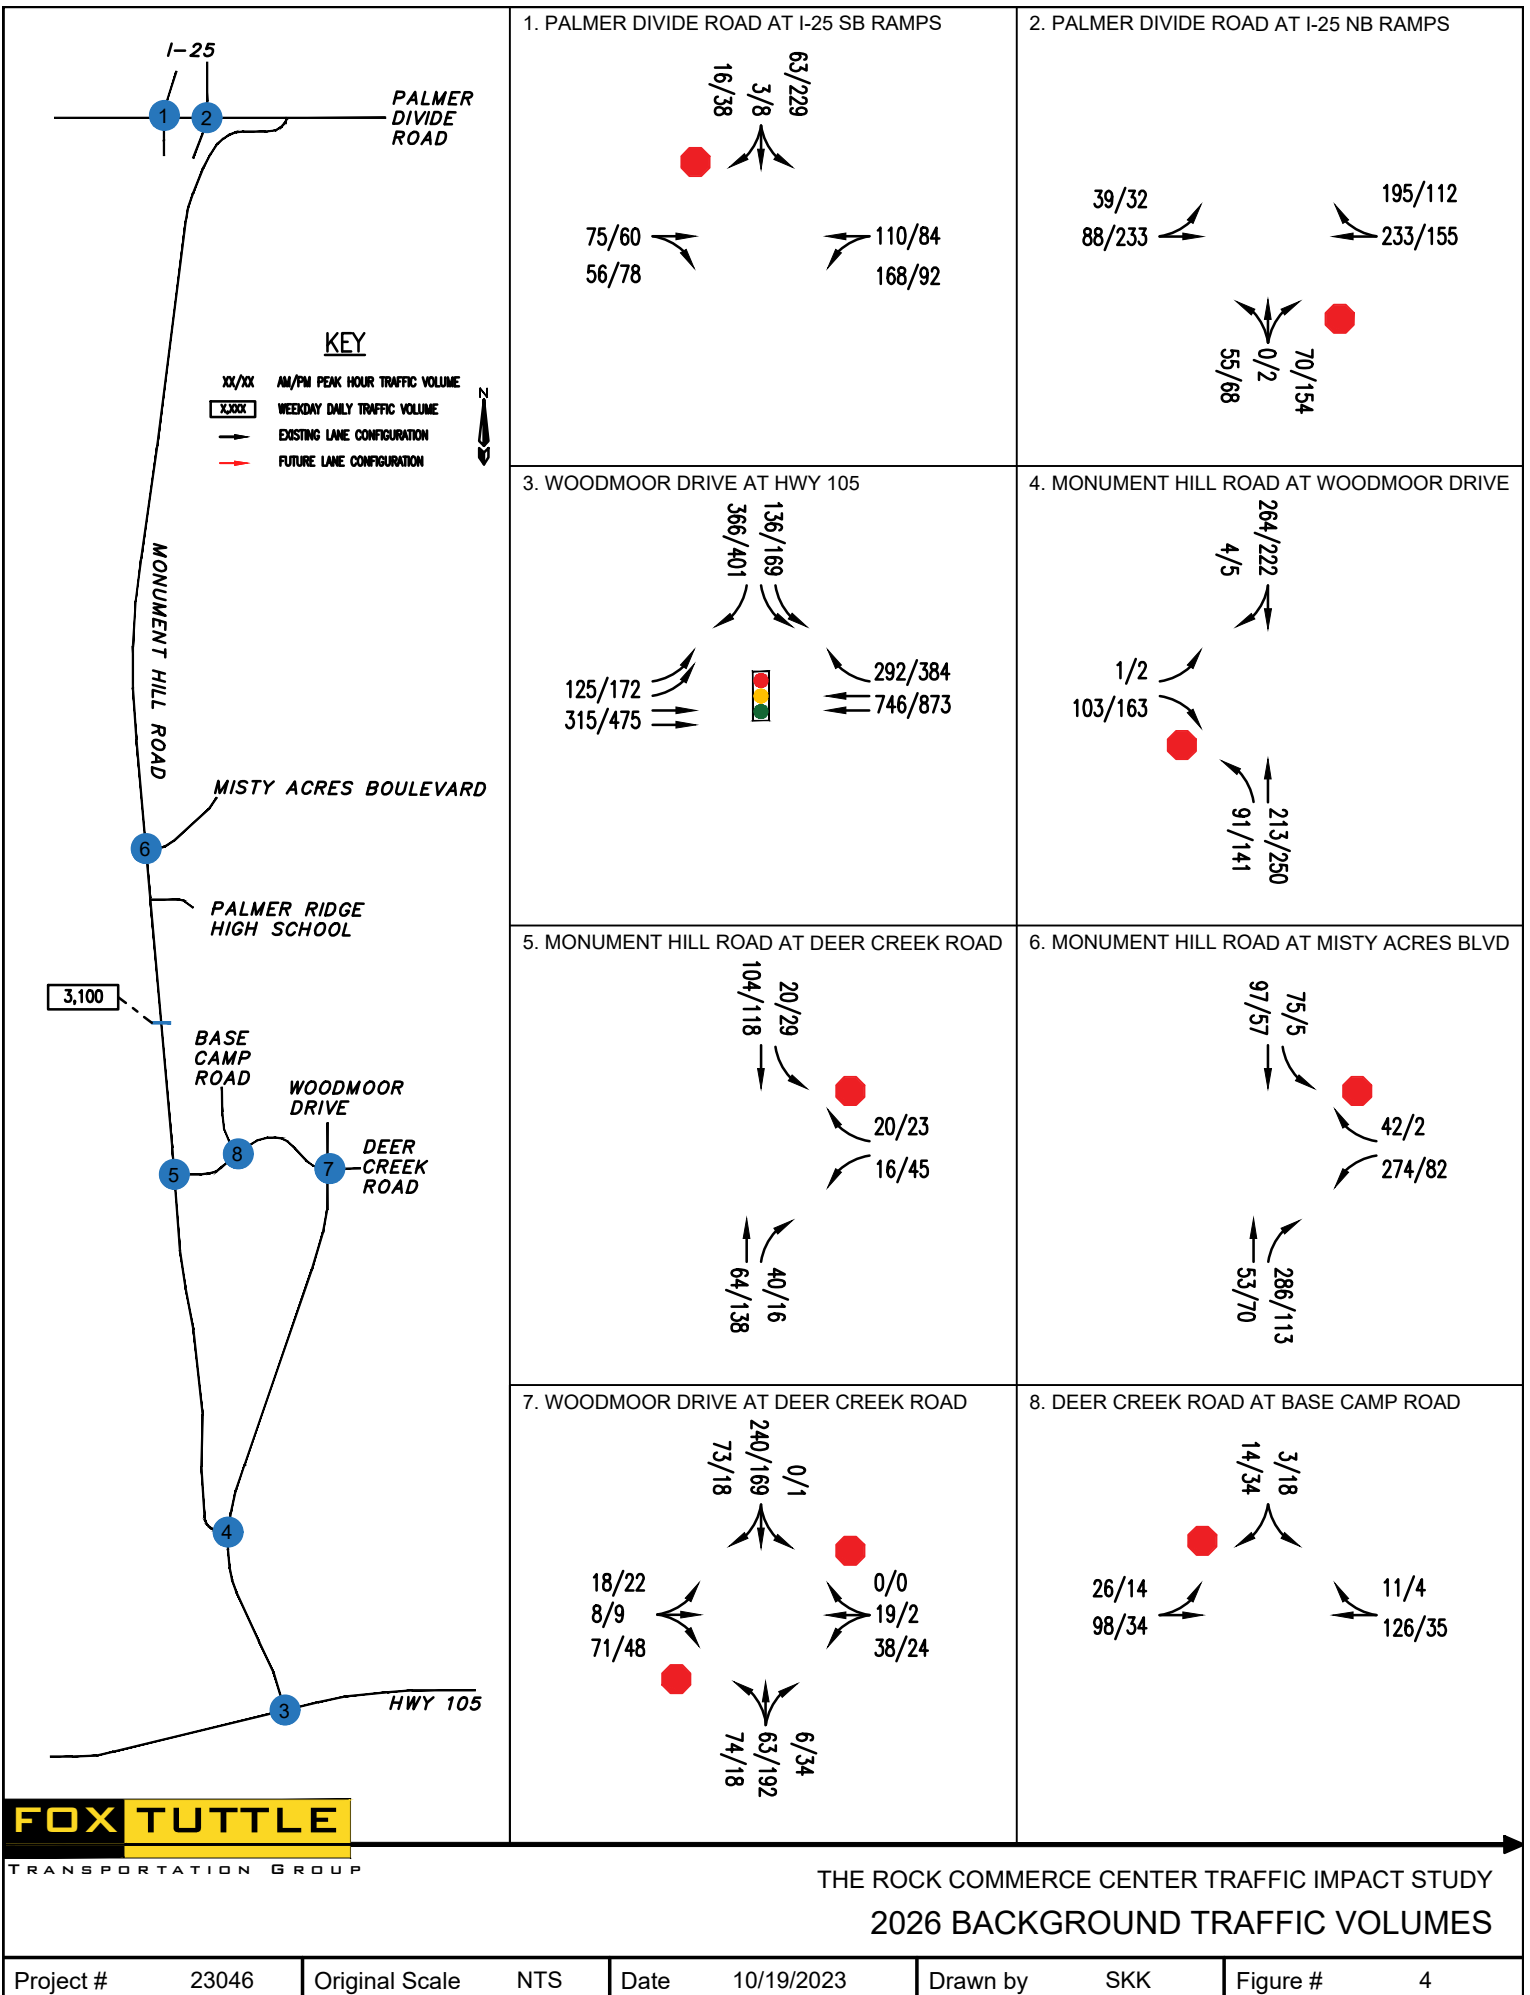 I-25
PALMER
DIVIDE
ROAD
1
2
KEY
XX/XX AM/PM PEAK HOUR TRAFFIC VOLUME
X,XXX WEEKDAY DAILY TRAFFIC VOLUME
EXISTING LANE CONFIGURATION
FUTURE LANE CONFIGURATION
N
MONUMENT HILL ROAD
MISTY ACRES BOULEVARD
6
PALMER RIDGE
HIGH SCHOOL
3,100
BASE
CAMP
ROAD
WOODMOOR
DRIVE
DEER
CREEK
ROAD
5
8
7
4
3
HWY 105
1. PALMER DIVIDE ROAD AT I-25 SB RAMPS
16/38
3/8
63/229
75/60
56/78
110/84
168/92
2. PALMER DIVIDE ROAD AT I-25 NB RAMPS
39/32
88/233
195/112
233/155
55/68
0/2
70/154
3. WOODMOOR DRIVE AT HWY 105
366/401
136/169
125/172
315/475
292/384
746/873
4. MONUMENT HILL ROAD AT WOODMOOR DRIVE
4/5
264/222
1/2
103/163
91/141
213/250
5. MONUMENT HILL ROAD AT DEER CREEK ROAD
104/118
20/29
20/23
16/45
64/138
40/16
6. MONUMENT HILL ROAD AT MISTY ACRES BLVD
97/57
75/5
42/2
274/82
53/70
286/113
7. WOODMOOR DRIVE AT DEER CREEK ROAD
73/18
240/169
0/1
18/22
8/9
71/48
0/0
19/2
38/24
74/18
63/192
6/34
8. DEER CREEK ROAD AT BASE CAMP ROAD
14/34
3/18
26/14
98/34
11/4
126/35
FOX TUTTLE
TRANSPORTATION GROUP
THE ROCK COMMERCE CENTER TRAFFIC IMPACT STUDY
2026 BACKGROUND TRAFFIC VOLUMES
Project # 23046 Original Scale NTS Date 10/19/2023 Drawn by SKK Figure # 4